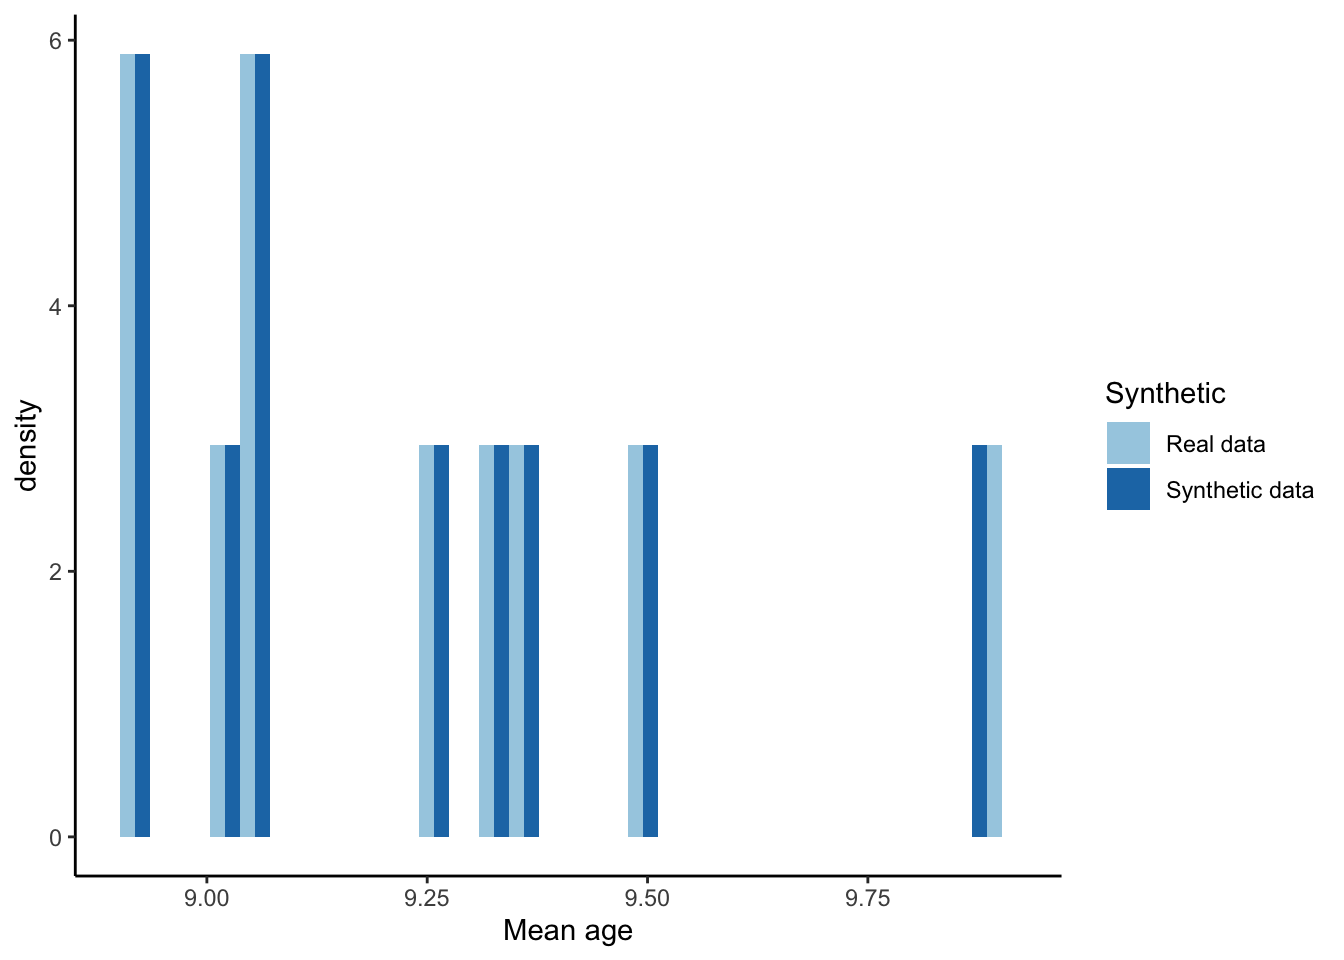 6
4
2
0
density
9.00 9.25 9.50 9.75
Mean age
Synthetic
Real data
Synthetic data